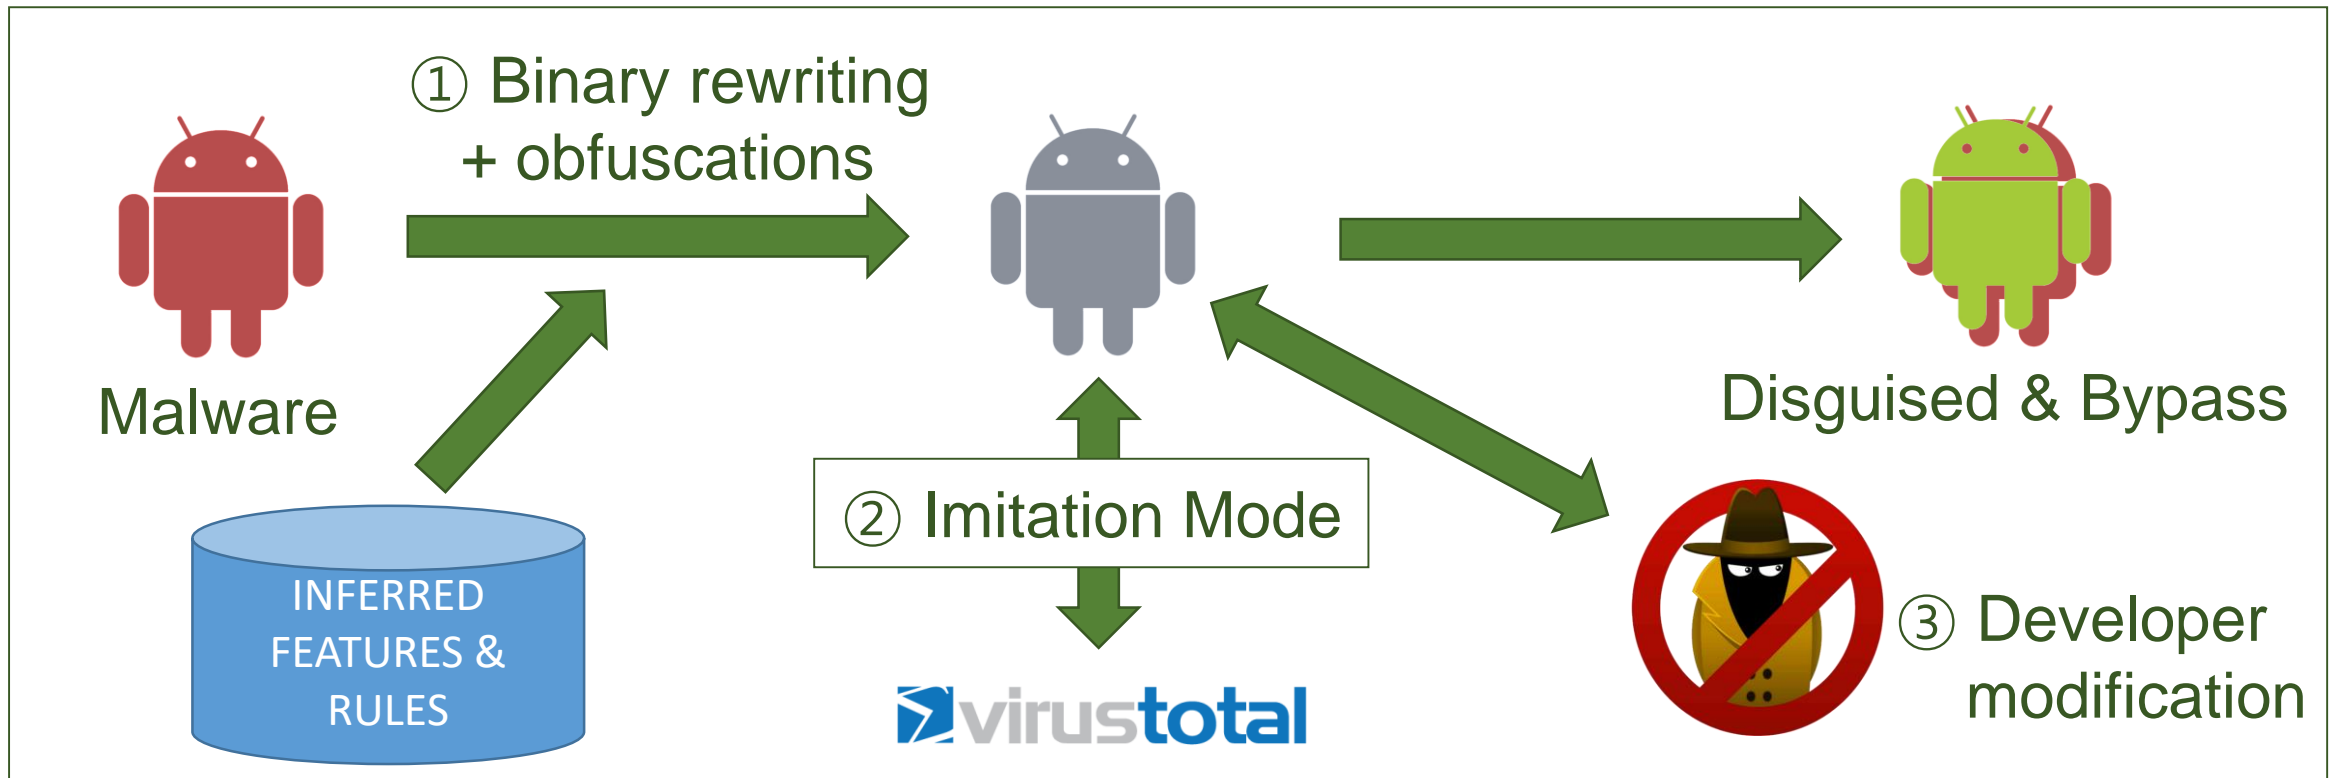 ① Binary rewriting
+ obfuscations
Malware
Disguised & Bypass
② Imitation Mode
INFERRED
FEATURES &
RULES
③ Developer
modification
virustotal